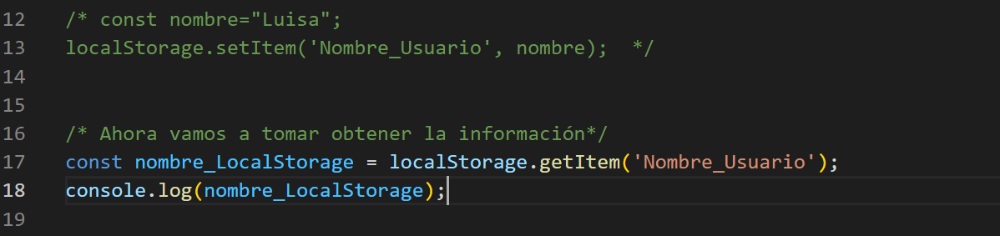 12 /* const nombre="Luisa";
13 localStorage.setItem('Nombre_Usuario', nombre);  */
14
15
16 /* Ahora vamos a tomar obtener la información*/
17 const nombre_LocalStorage = localStorage.getItem('Nombre_Usuario');
18 console.log(nombre_LocalStorage);
19